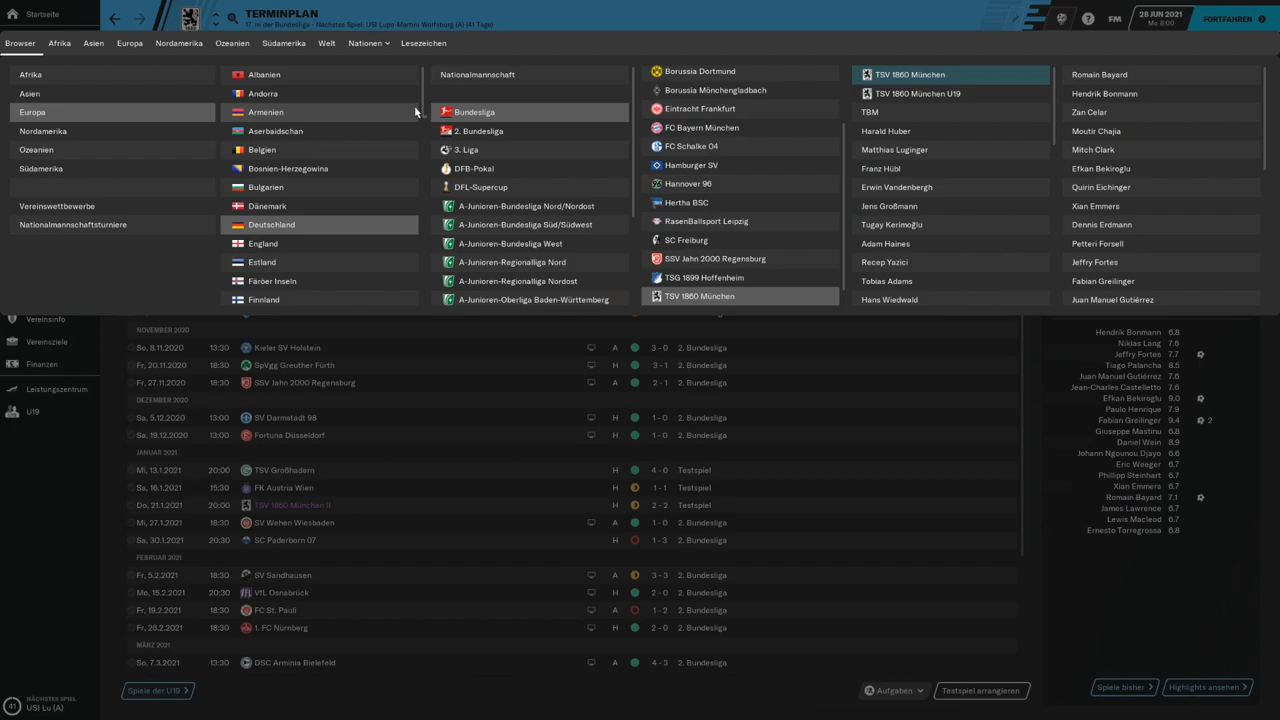 Startseite
TERMINPLAN
17. in der Bundesliga - Nächstes Spiel: USI Lupo-Martini Wolfsburg (A) (41 Tage)
FM
28 JUN 2021
Mo 8:00
FORTFAHREN
Browser Afrika Asien Europa Nordamerika Ozeanien Südamerika Welt Nationen Lesezeichen
Afrika
Asien
Europa
Nordamerika
Ozeanien
Südamerika
Vereinswettbewerbe
Nationalmannschaftsturniere
Albanien
Andorra
Armenien
Aserbaidschan
Belgien
Bosnien-Herzegowina
Bulgarien
Dänemark
Deutschland
England
Estland
Färöer Inseln
Finnland
Nationalmannschaft
Bundesliga
2. Bundesliga
3. Liga
DFB-Pokal
DFL-Supercup
A-Junioren-Bundesliga Nord/Nordost
A-Junioren-Bundesliga Süd/Südwest
A-Junioren-Bundesliga West
A-Junioren-Regionalliga Nord
A-Junioren-Regionalliga Nordost
A-Junioren-Oberliga Baden-Württemberg
Borussia Dortmund
Borussia Mönchengladbach
Eintracht Frankfurt
FC Bayern München
FC Schalke 04
Hamburger SV
Hannover 96
Hertha BSC
RasenBallsport Leipzig
SC Freiburg
SSV Jahn 2000 Regensburg
TSG 1899 Hoffenheim
TSV 1860 München
TSV 1860 München
TSV 1860 München U19
TBM
Harald Huber
Matthias Luginger
Franz Hübl
Erwin Vandenbergh
Jens Großmann
Tugay Kerimoğlu
Adam Haines
Recep Yazici
Tobias Adams
Hans Wiedwald
Romain Bayard
Hendrik Bonmann
Zan Celar
Moutir Chajia
Mitch Clark
Efkan Bekiroglu
Quirin Eichinger
Xian Emmers
Dennis Erdmann
Petteri Forsell
Jeffry Fortes
Fabian Greilinger
Juan Manuel Gutiérrez
Vereinsinfo
Vereinsziele
Finanzen
Leistungszentrum
U19
NOVEMBER 2020
So, 8.11.2020 13:30 Kieler SV Holstein A 3 - 0 2. Bundesliga
Fr, 20.11.2020 18:30 SpVgg Greuther Fürth H 3 - 1 2. Bundesliga
Fr, 27.11.2020 18:30 SSV Jahn 2000 Regensburg A 2 - 1 2. Bundesliga
DEZEMBER 2020
Sa, 5.12.2020 13:00 SV Darmstadt 98 A 1 - 0 2. Bundesliga
Sa, 19.12.2020 13:00 Fortuna Düsseldorf H 1 - 0 2. Bundesliga
JANUAR 2021
Mi, 13.1.2021 20:00 TSV Großhadern H 4 - 0 Testspiel
Sa, 16.1.2021 15:30 FK Austria Wien H 1 - 1 Testspiel
Do, 21.1.2021 20:00 TSV 1860 München II H 2 - 2 Testspiel
Mi, 27.1.2021 18:30 SV Wehen Wiesbaden A 1 - 0 2. Bundesliga
Sa, 30.1.2021 20:30 SC Paderborn 07 H 1 - 3 2. Bundesliga
FEBRUAR 2021
Fr, 5.2.2021 18:30 SV Sandhausen A 3 - 3 2. Bundesliga
Mo, 15.2.2021 20:30 VfL Osnabrück H 2 - 0 2. Bundesliga
Fr, 19.2.2021 18:30 FC St. Pauli A 1 - 2 2. Bundesliga
Fr, 26.2.2021 18:30 1. FC Nürnberg H 2 - 0 2. Bundesliga
MÄRZ 2021
So, 7.3.2021 13:30 DSC Arminia Bielefeld A 4 - 3 2. Bundesliga
Hendrik Bonmann 6.8
Niklas Lang 7.6
Jeffry Fortes 7.7
Tiago Palancha 8.5
Juan Manuel Gutiérrez 7.6
Jean-Charles Castelletto 7.6
Efkan Bekiroglu 9.0
Paulo Henrique 7.9
Fabian Greilinger 9.4 2
Giuseppe Mastinu 6.8
Daniel Wein 8.9
Johann Ngounou Djayo 6.6
Eric Weeger 6.7
Phillipp Steinhart 6.7
Xian Emmers 6.7
Romain Bayard 7.1
James Lawrence 6.7
Lewis Macleod 6.7
Ernesto Torregrossa 6.8
Spiele der U19
Aufgaben
Testspiel arrangieren
Spiele bisher
Highlights ansehen
41
NÄCHSTES SPIEL
USI Lu (A)